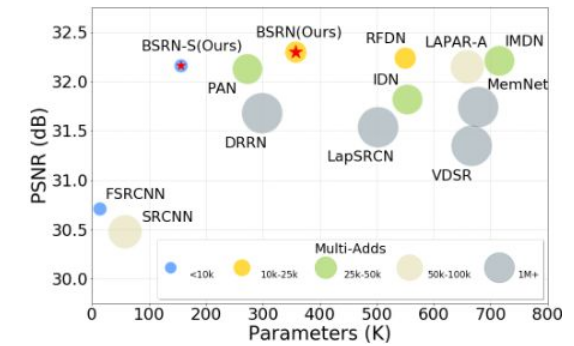 PSNR (dB)
32.5
32.0
31.5
31.0
30.5
30.0
BSRN(Ours)
BSRN-S(Ours)
RFDN
LAPAR-A
IMDN
PAN
IDN
MemNet
DRRN
LapSRCN
VDSR
FSRCNN
SRCNN
Multi-Adds
<10k 10k-25k 25k-50k 50k-100k 1M+
0 100 200 300 400 500 600 700 800
Parameters (K)